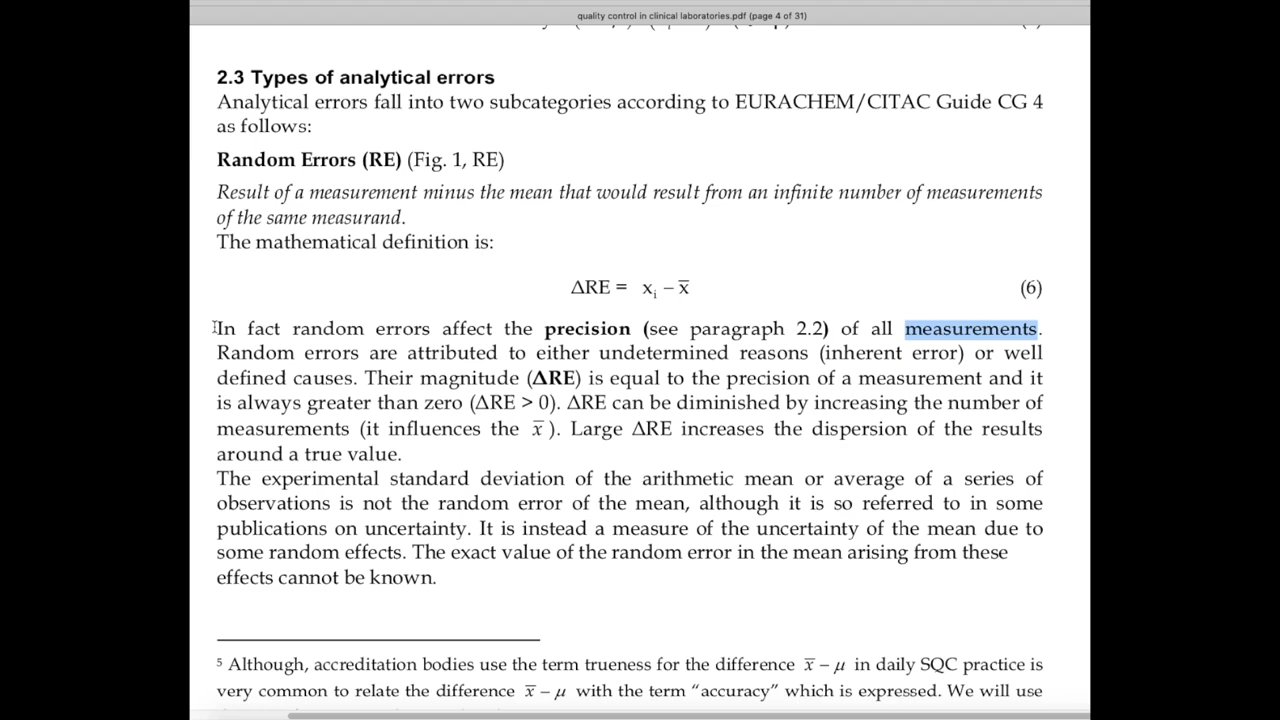 quality control in clinical laboratories.pdf (page 4 of 31)
2.3 Types of analytical errors
Analytical errors fall into two subcategories according to EURACHEM/CITAC Guide CG 4
as follows:
Random Errors (RE) (Fig. 1, RE)
Result of a measurement minus the mean that would result from an infinite number of measurements
of the same measurand.
The mathematical definition is:
ΔRE = xᵢ – x̅ (6)
In fact random errors affect the precision (see paragraph 2.2) of all measurements.
Random errors are attributed to either undetermined reasons (inherent error) or well
defined causes. Their magnitude (ΔRE) is equal to the precision of a measurement and it
is always greater than zero (ΔRE > 0). ΔRE can be diminished by increasing the number of
measurements (it influences the x̅ ). Large ΔRE increases the dispersion of the results
around a true value.
The experimental standard deviation of the arithmetic mean or average of a series of
observations is not the random error of the mean, although it is so referred to in some
publications on uncertainty. It is instead a measure of the uncertainty of the mean due to
some random effects. The exact value of the random error in the mean arising from these
effects cannot be known.
⁵ Although, accreditation bodies use the term trueness for the difference x̅ – μ in daily SQC practice is
very common to relate the difference x̅ – μ with the term “accuracy” which is expressed. We will use